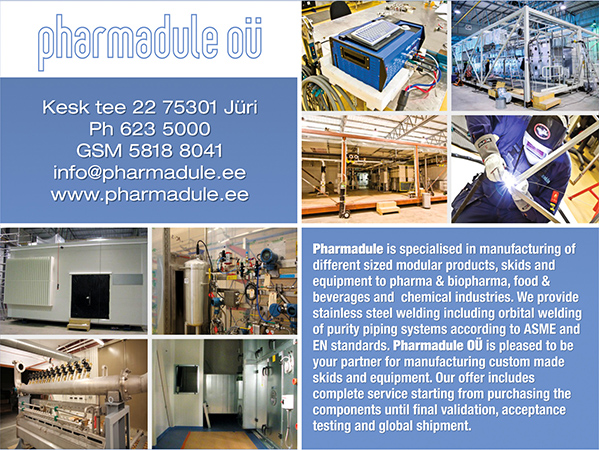 pharmadule oü
Kesk tee 22 75301 Jüri
Ph 623 5000
GSM 5818 8041
info@pharmadule.ee
www.pharmadule.ee
Pharmadule is specialised in manufacturing of
different sized modular products, skids and
equipment to pharma & biopharma, food &
beverages and chemical industries. We provide
stainless steel welding including orbital welding
of purity piping systems according to ASME and
EN standards. Pharmadule OÜ is pleased to be
your partner for manufacturing custom made
skids and equipment. Our offer includes
complete service starting from purchasing the
components until final validation, acceptance
testing and global shipment.